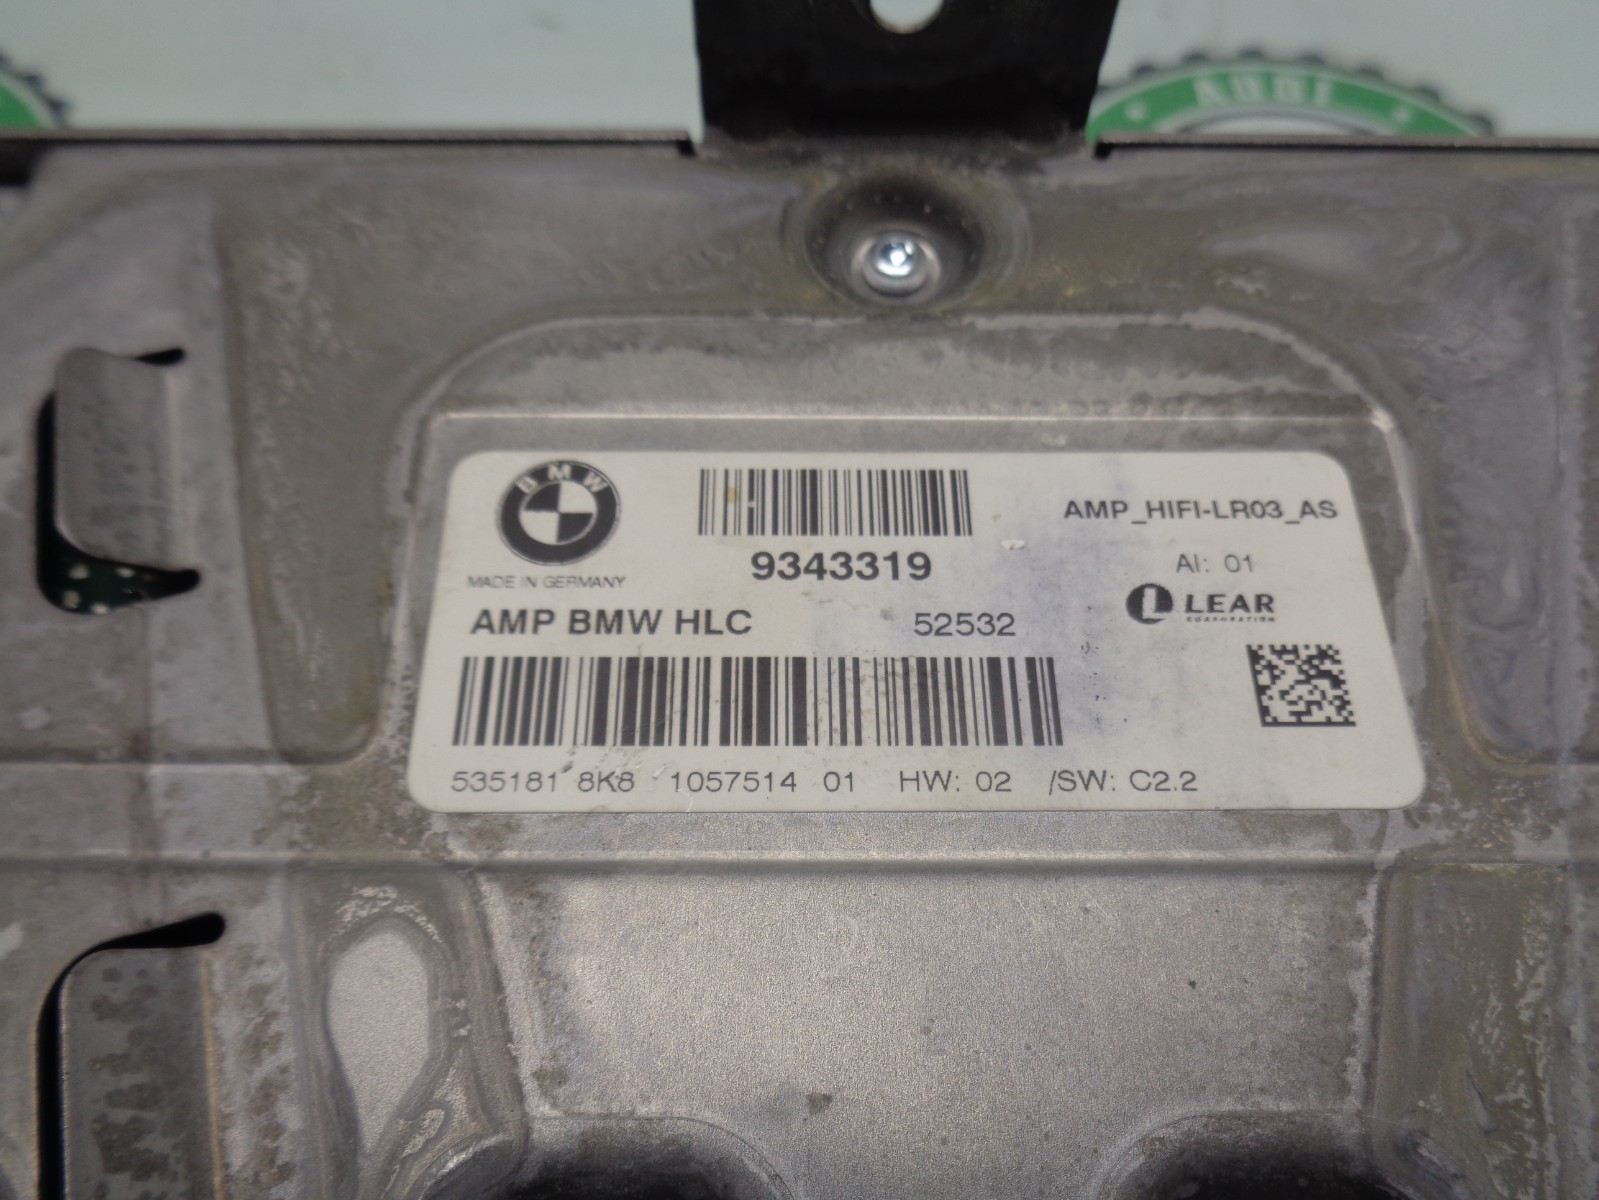 BMW
MADE IN GERMANY
9343319
AMP_HIFI-LR03_AS
AI: 01
AMP BMW HLC 52532
LEAR
CORPORATION
535181 8K8 1057514 01 HW: 02 /SW: C2.2